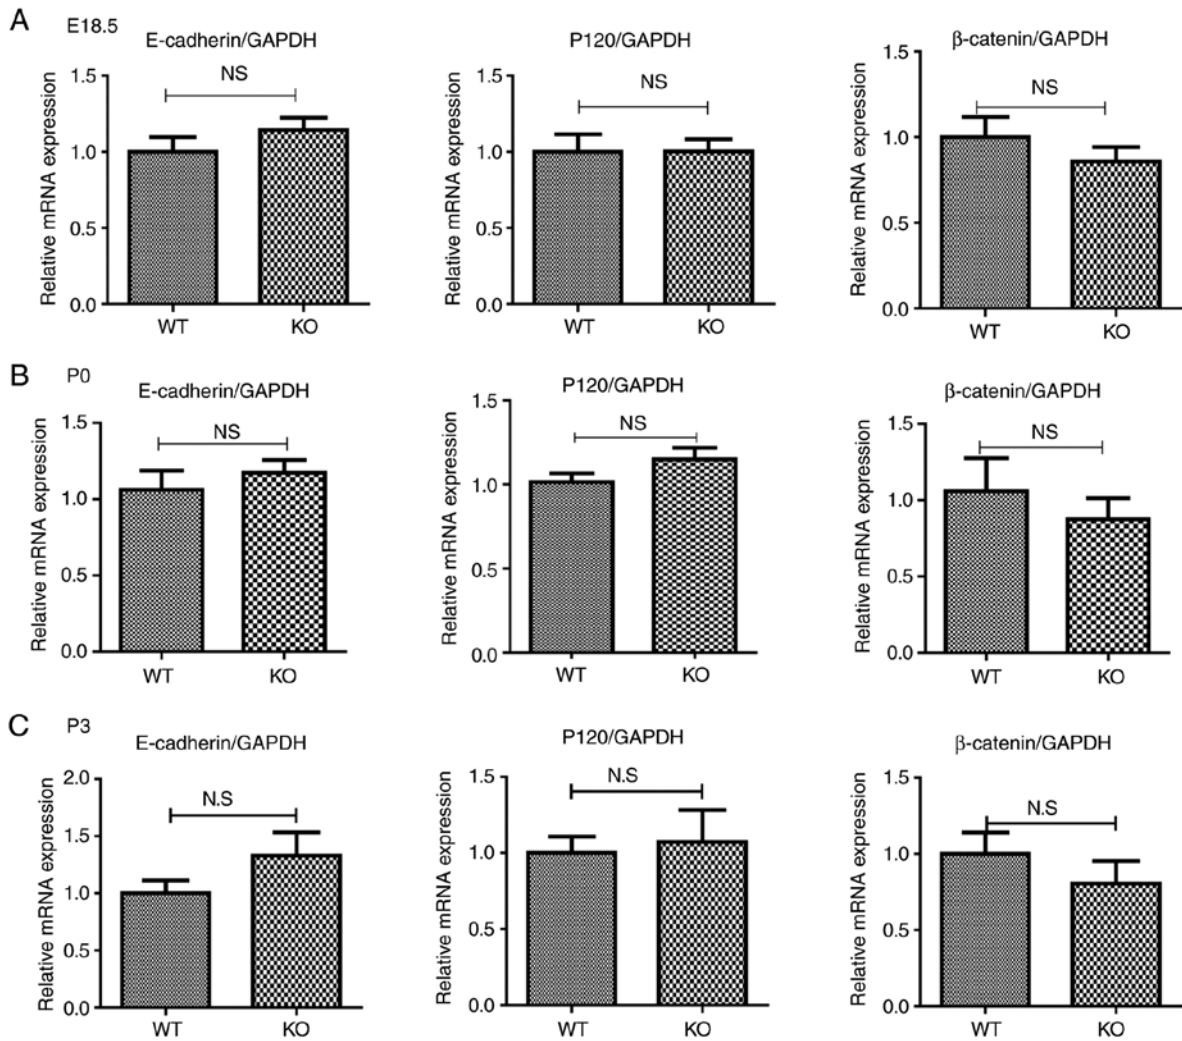 A E18.5
E-cadherin/GAPDH
Relative mRNA expression
1.5
1.0
0.5
0.0
NS
WT KO
P120/GAPDH
Relative mRNA expression
1.5
1.0
0.5
0.0
NS
WT KO
β-catenin/GAPDH
Relative mRNA expression
1.5
1.0
0.5
0.0
NS
WT KO
B P0
E-cadherin/GAPDH
Relative mRNA expression
1.5
1.0
0.5
0.0
NS
WT KO
P120/GAPDH
Relative mRNA expression
1.5
1.0
0.5
0.0
NS
WT KO
β-catenin/GAPDH
Relative mRNA expression
1.5
1.0
0.5
0.0
NS
WT KO
C P3
E-cadherin/GAPDH
Relative mRNA expression
2.0
1.5
1.0
0.5
0.0
N.S
WT KO
P120/GAPDH
Relative mRNA expression
1.5
1.0
0.5
0.0
N.S
WT KO
β-catenin/GAPDH
Relative mRNA expression
1.5
1.0
0.5
0.0
N.S
WT KO